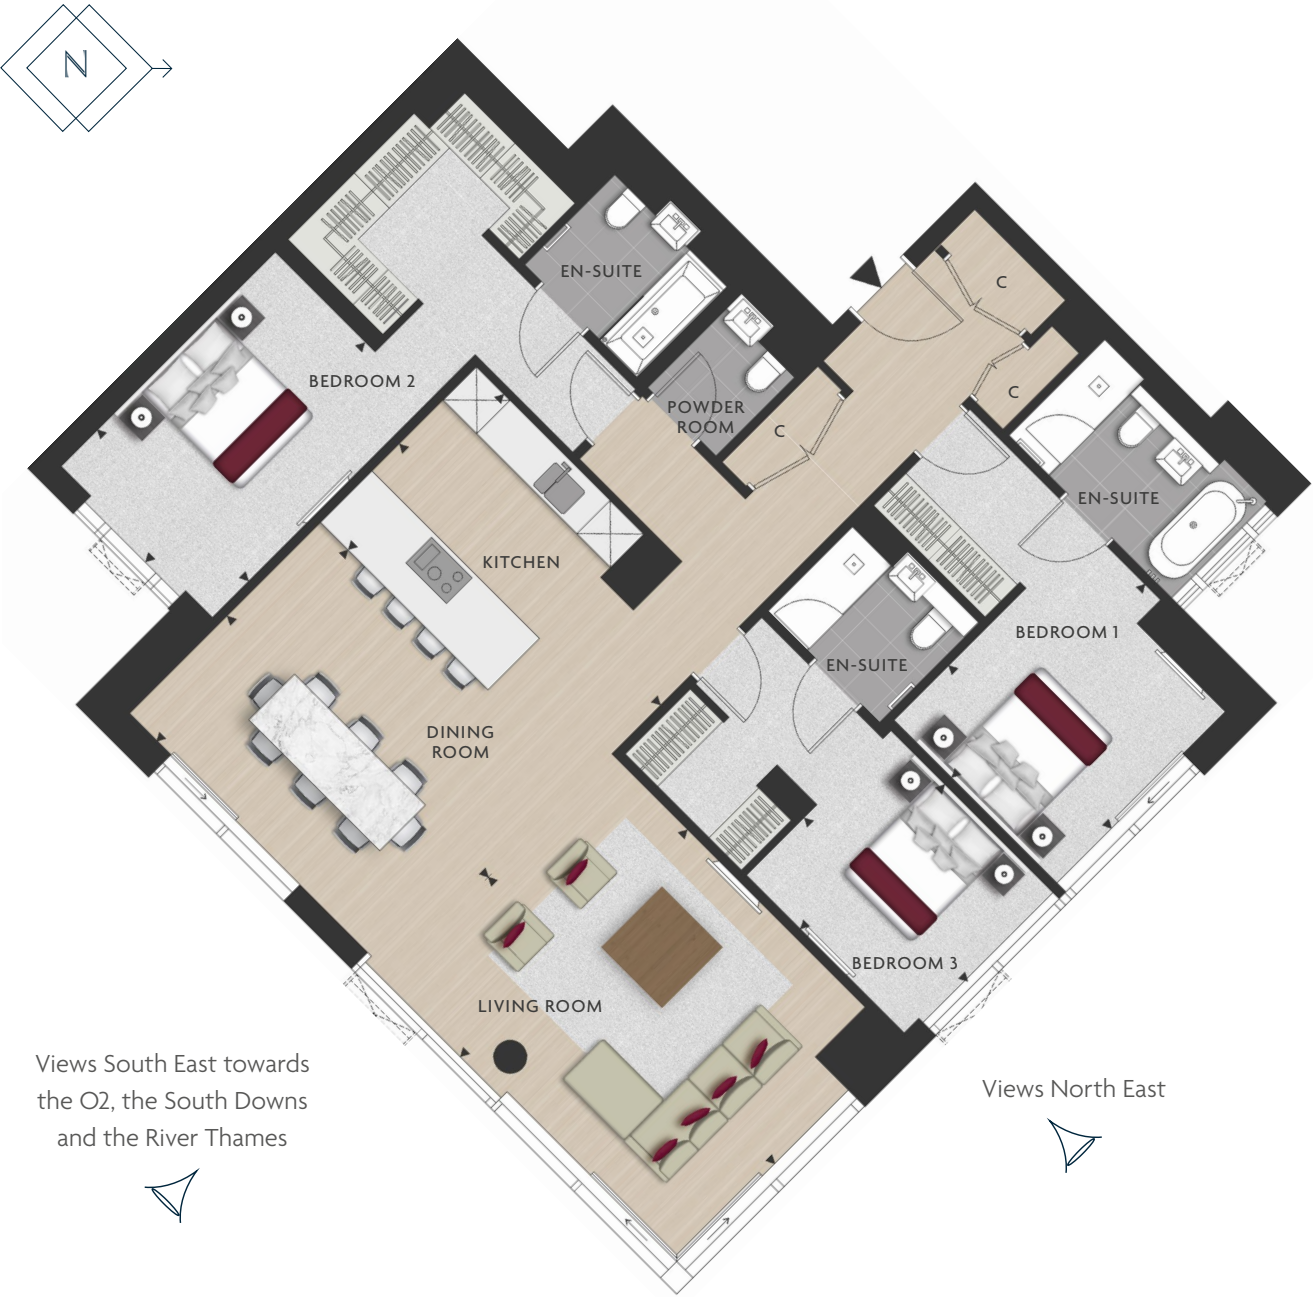 N
EN-SUITE
C
BEDROOM 2
C
POWDER
ROOM
C
EN-SUITE
KITCHEN
BEDROOM 1
EN-SUITE
DINING
ROOM
BEDROOM 3
LIVING ROOM
Views South East towards
the O2, the South Downs
and the River Thames
Views North East